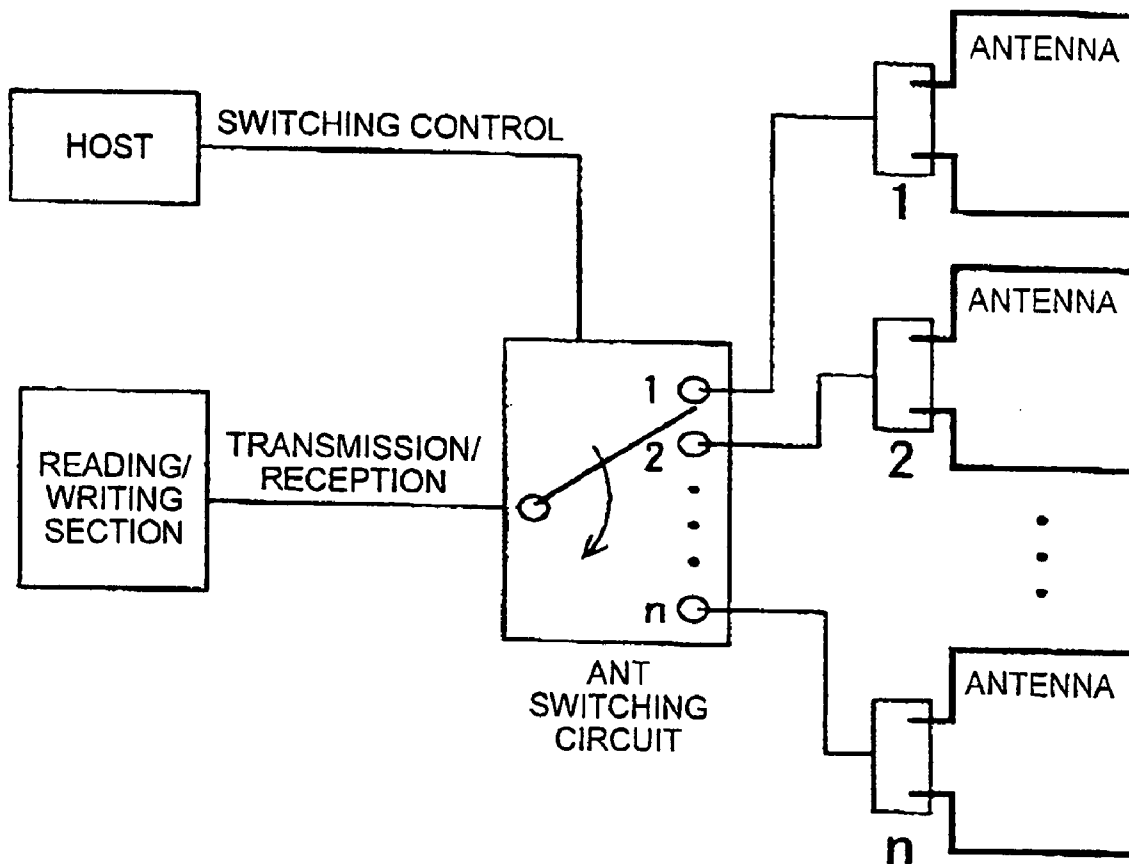 ANTENNA
HOST
SWITCHING CONTROL
1
ANTENNA
1
2
2
READING/
WRITING
SECTION
TRANSMISSION/
RECEPTION
n
ANT
SWITCHING
CIRCUIT
ANTENNA
n